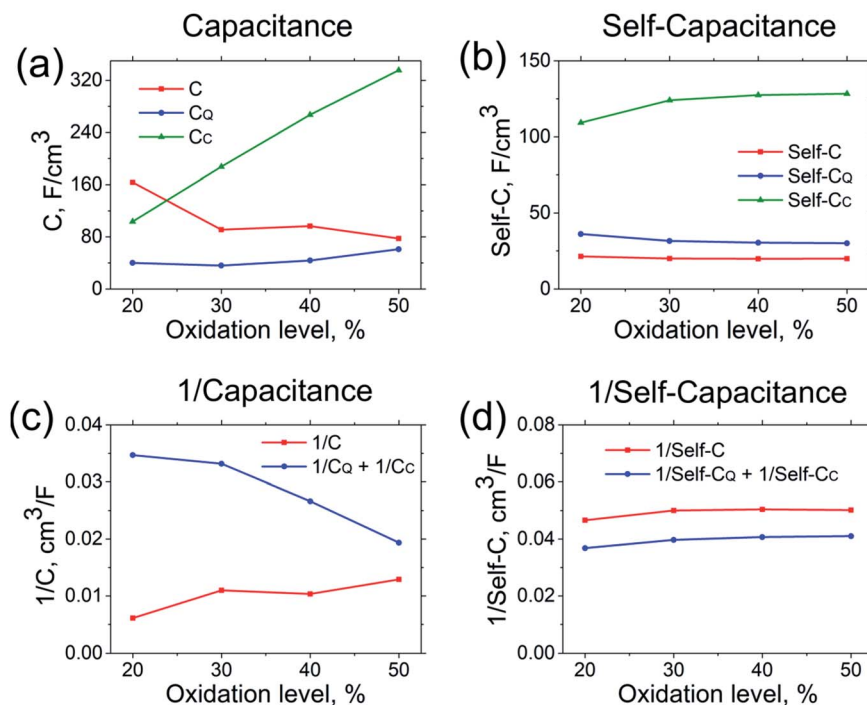 Capacitance
(a)
C, F/cm³
320
240
160
80
0
C
CQ
CC
20 30 40 50
Oxidation level, %
Self-Capacitance
(b)
Self-C, F/cm³
150
100
50
0
Self-C
Self-CQ
Self-CC
20 30 40 50
Oxidation level, %
1/Capacitance
(c)
1/C, cm³/F
0.04
0.03
0.02
0.01
0.00
1/C
1/CQ + 1/CC
20 30 40 50
Oxidation level, %
1/Self-Capacitance
(d)
1/Self-C, cm³/F
0.08
0.06
0.04
0.02
0.00
1/Self-C
1/Self-CQ + 1/Self-CC
20 30 40 50
Oxidation level, %